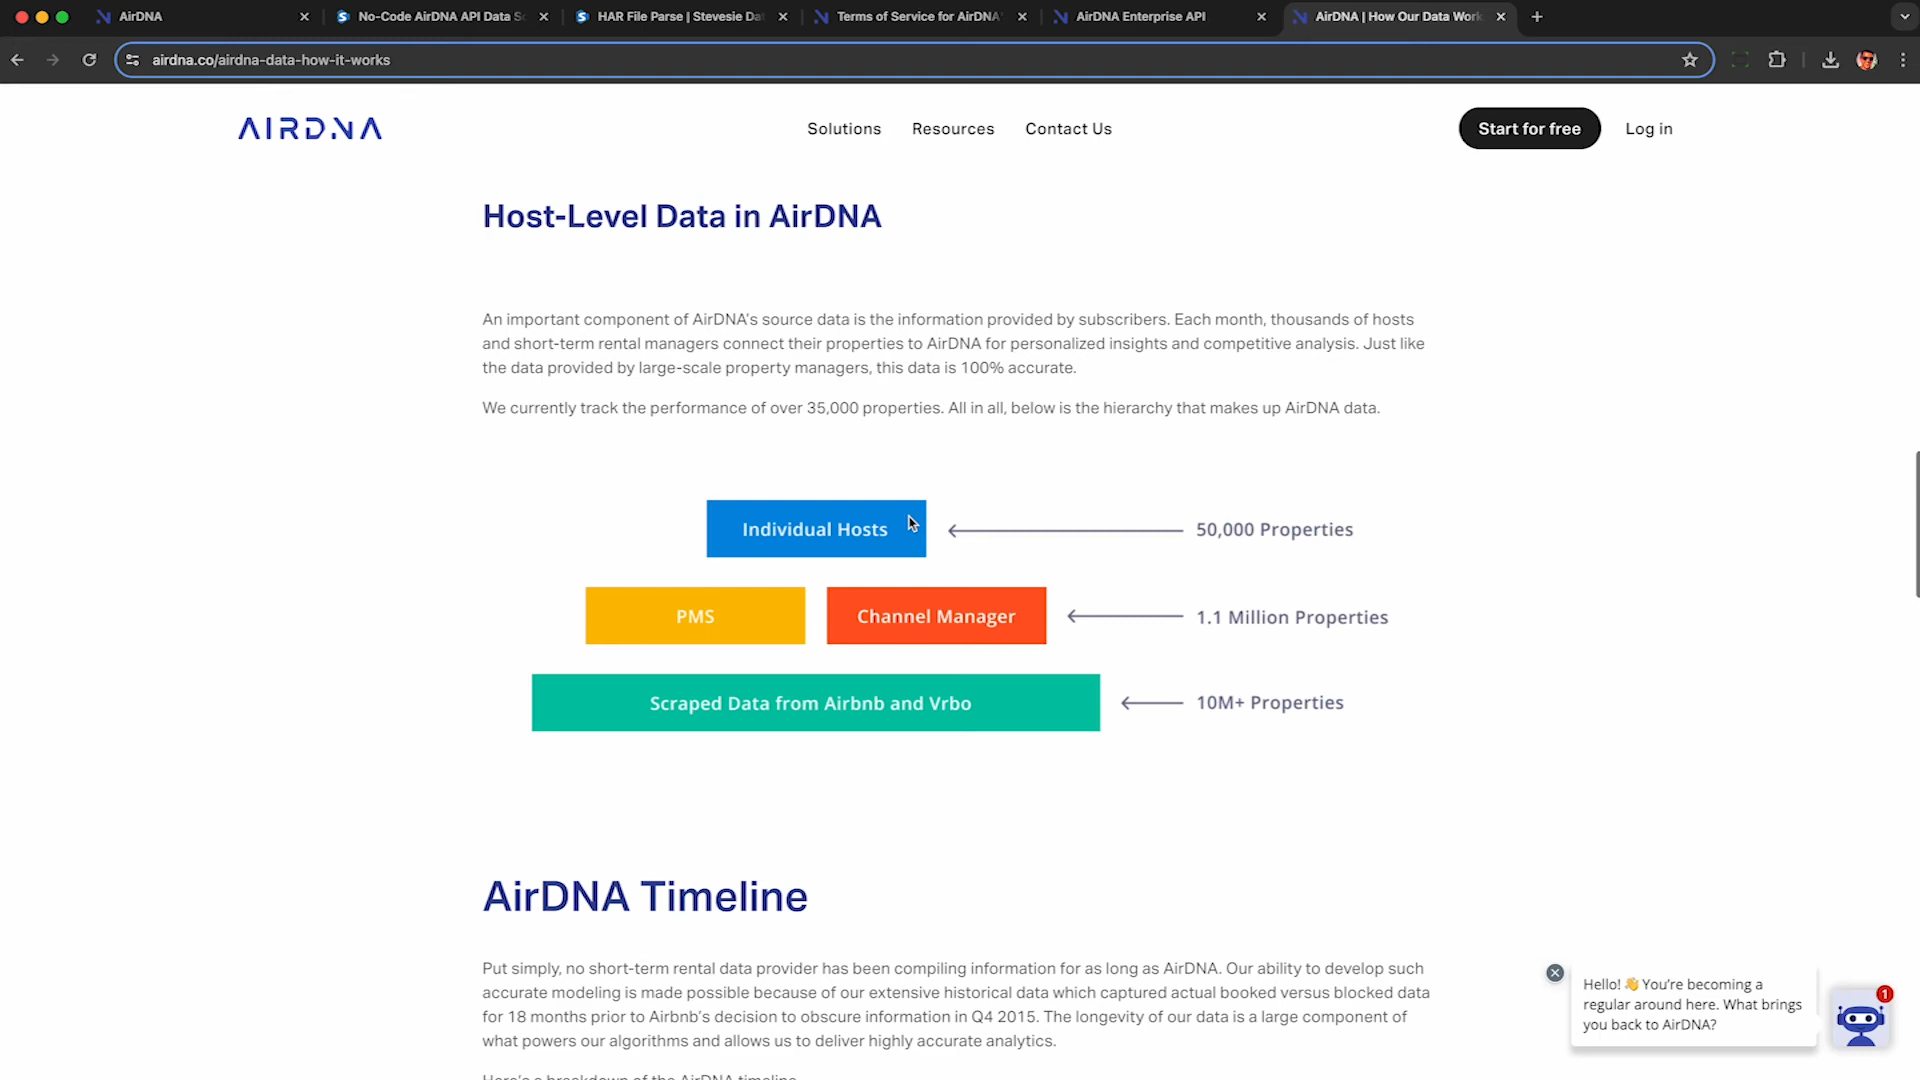 AirDNA
No-Code AirDNA API Data Sc
HAR File Parse | Stevesie Dat
Terms of Service for AirDNA'
AirDNA Enterprise API
AirDNA | How Our Data Work
airdna.co/airdna-data-how-it-works
AIRDNA
Solutions
Resources
Contact Us
Start for free
Log in
Host-Level Data in AirDNA
An important component of AirDNA's source data is the information provided by subscribers. Each month, thousands of hosts
and short-term rental managers connect their properties to AirDNA for personalized insights and competitive analysis. Just like
the data provided by large-scale property managers, this data is 100% accurate.
We currently track the performance of over 35,000 properties. All in all, below is the hierarchy that makes up AirDNA data.
Individual Hosts
50,000 Properties
PMS
Channel Manager
1.1 Million Properties
Scraped Data from Airbnb and Vrbo
10M+ Properties
AirDNA Timeline
Put simply, no short-term rental data provider has been compiling information for as long as AirDNA. Our ability to develop such
accurate modeling is made possible because of our extensive historical data which captured actual booked versus blocked data
for 18 months prior to Airbnb's decision to obscure information in Q4 2015. The longevity of our data is a large component of
what powers our algorithms and allows us to deliver highly accurate analytics.
Here's a breakdown of the AirDNA timeline
Hello! 👋 You're becoming a
regular around here. What brings
you back to AirDNA?
1